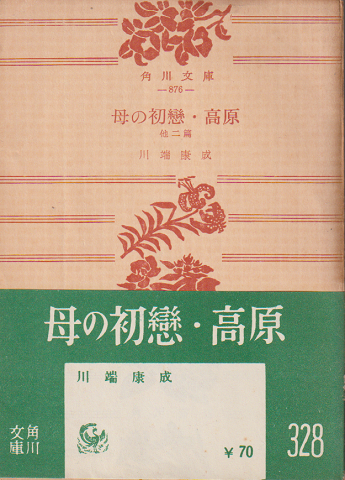 角川文庫
—876—
母の初戀・高原
他二篇
川端康成
母の初戀・高原
川端康成
¥70
角川
文庫
328